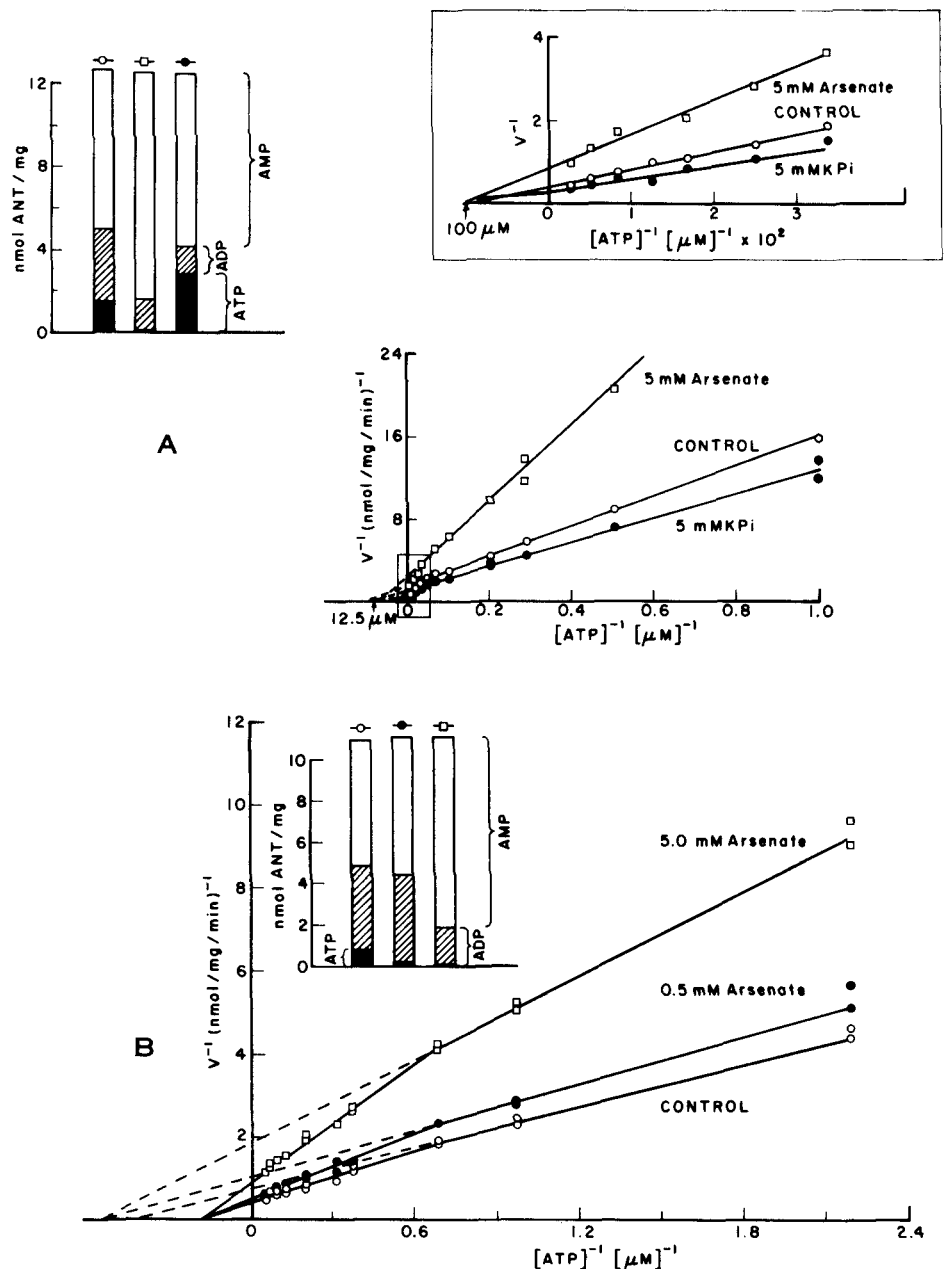 12
8
4
0
nmol ANT/mg
AMP
ADP
ATP
4
2
V⁻¹
5 mM Arsenate
CONTROL
5 mMKPi
100 μM
0 1 2 3
[ATP]⁻¹ [μM]⁻¹ x 10²
A
24
16
8
V⁻¹ (nmol/mg/min)⁻¹
5 mM Arsenate
CONTROL
5 mMKPi
12.5 μM
0 0.2 0.4 0.6 0.8 1.0
[ATP]⁻¹ [μM]⁻¹
B
12
10
8
6
4
2
V⁻¹ (nmol/mg/min)⁻¹
10
8
6
4
2
0
nmol ANT/mg
ATP
AMP
ADP
5.0 mM Arsenate
0.5 mM Arsenate
CONTROL
0 0.6 1.2 1.8 2.4
[ATP]⁻¹ [μM]⁻¹